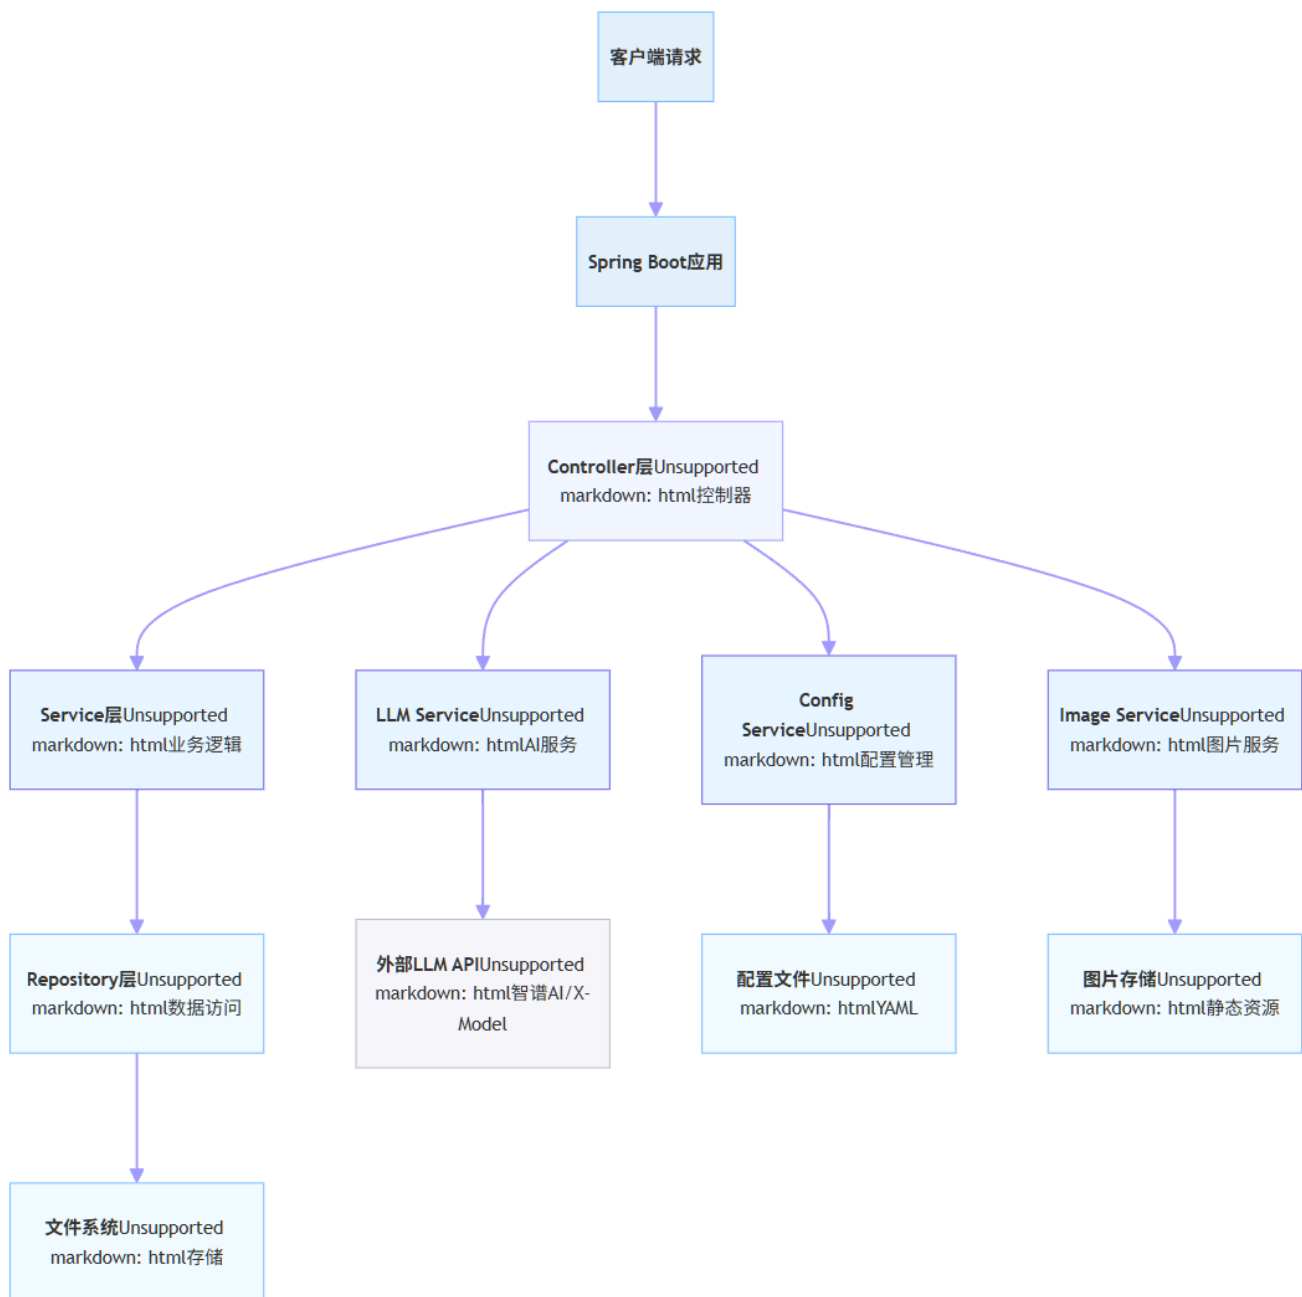 客户端请求
Spring Boot应用
Controller层Unsupported
markdown: html控制器
Service层Unsupported
markdown: html业务逻辑
LLM ServiceUnsupported
markdown: htmlAI服务
Config
ServiceUnsupported
markdown: html配置管理
Image ServiceUnsupported
markdown: html图片服务
Repository层Unsupported
markdown: html数据访问
外部LLM APIUnsupported
markdown: html智谱AI/X-
Model
配置文件Unsupported
markdown: htmlYAML
图片存储Unsupported
markdown: html静态资源
文件系统Unsupported
markdown: html存储